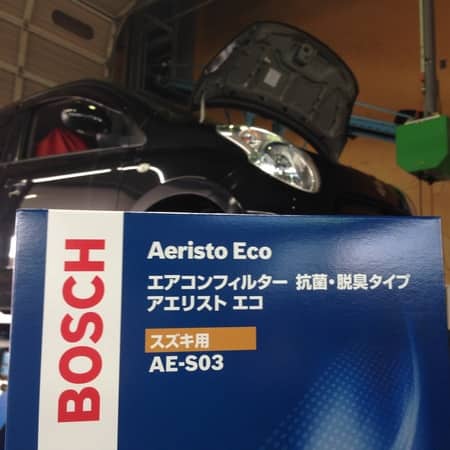 BOSCH
Aeristo Eco
エアコンフィルター 抗菌・脱臭タイプ
アエリスト エコ
スズキ用
AE-S03